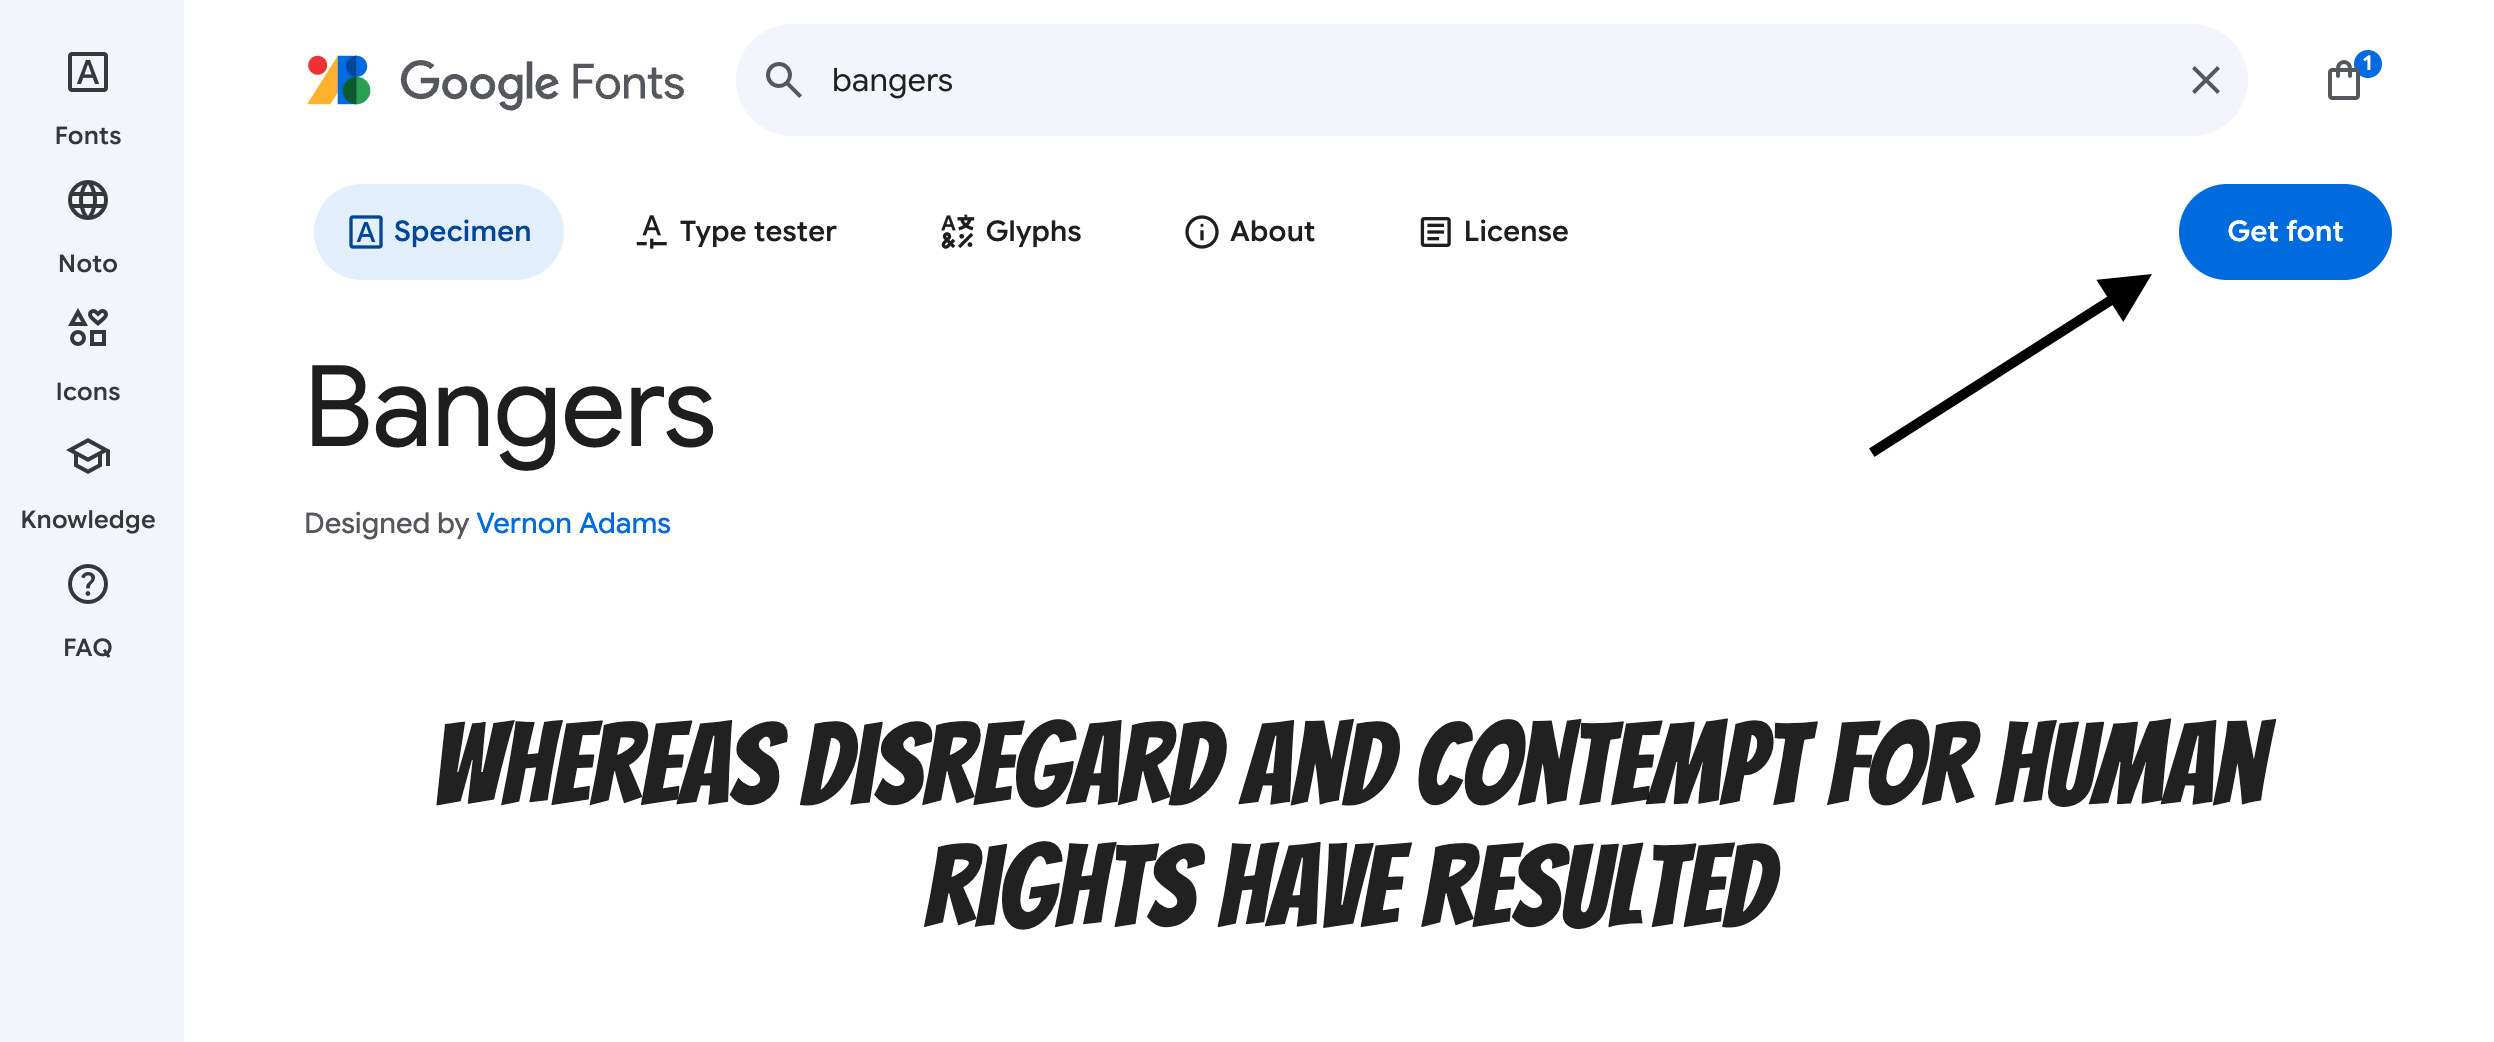 Google Fonts
bangers
1
Fonts
Noto
Icons
Knowledge
FAQ
Specimen
Type tester
Glyphs
About
License
Get font
Bangers
Designed by Vernon Adams
WHEREAS DISREGARD AND CONTEMPT FOR HUMAN
RIGHTS HAVE RESULTED